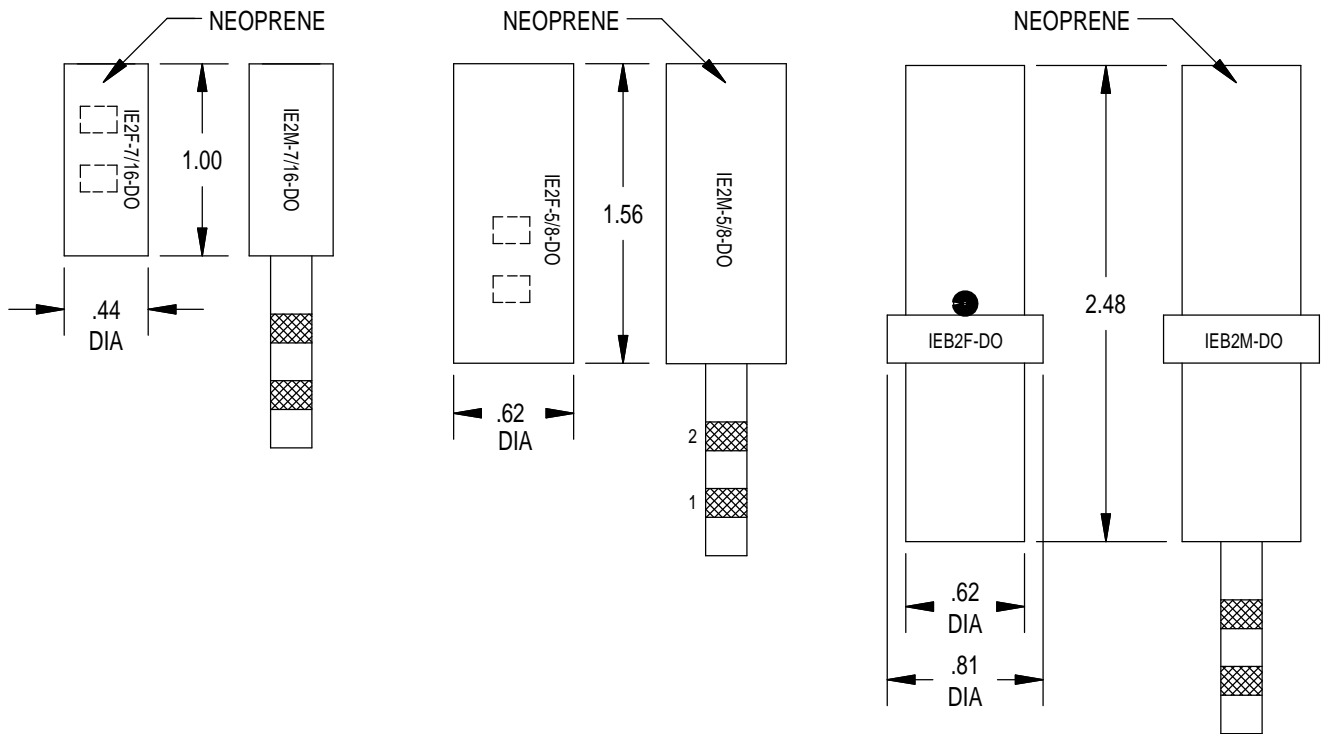 NEOPRENE
IE2F-7/16-DO
1.00
IE2M-7/16-DO
.44
DIA
NEOPRENE
IE2F-5/8-DO
1.56
IE2M-5/8-DO
.62
DIA
2
1
NEOPRENE
2.48
IEB2F-DO
IEB2M-DO
.62
DIA
.81
DIA